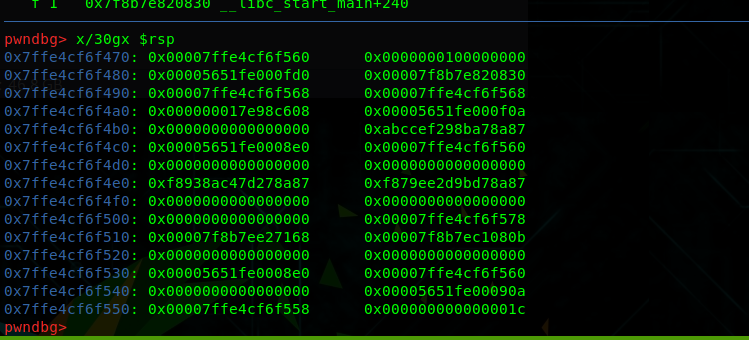 f 1   0x7f8b7e820830 __libc_start_main+240
pwndbg> x/30gx $rsp
0x7ffe4cf6f470: 0x00007ffe4cf6f560 0x0000000100000000
0x7ffe4cf6f480: 0x00005651fe000fd0 0x00007f8b7e820830
0x7ffe4cf6f490: 0x00007ffe4cf6f568 0x00007ffe4cf6f568
0x7ffe4cf6f4a0: 0x000000017e98c608 0x00005651fe000f0a
0x7ffe4cf6f4b0: 0x0000000000000000 0xabccef298ba78a87
0x7ffe4cf6f4c0: 0x00005651fe0008e0 0x00007ffe4cf6f560
0x7ffe4cf6f4d0: 0x0000000000000000 0x0000000000000000
0x7ffe4cf6f4e0: 0xf8938ac47d278a87 0xf879ee2d9bd78a87
0x7ffe4cf6f4f0: 0x0000000000000000 0x0000000000000000
0x7ffe4cf6f500: 0x0000000000000000 0x00007ffe4cf6f578
0x7ffe4cf6f510: 0x00007f8b7ee27168 0x00007f8b7ec1080b
0x7ffe4cf6f520: 0x0000000000000000 0x0000000000000000
0x7ffe4cf6f530: 0x00005651fe0008e0 0x00007ffe4cf6f560
0x7ffe4cf6f540: 0x0000000000000000 0x00005651fe00090a
0x7ffe4cf6f550: 0x00007ffe4cf6f558 0x000000000000001c
pwndbg>